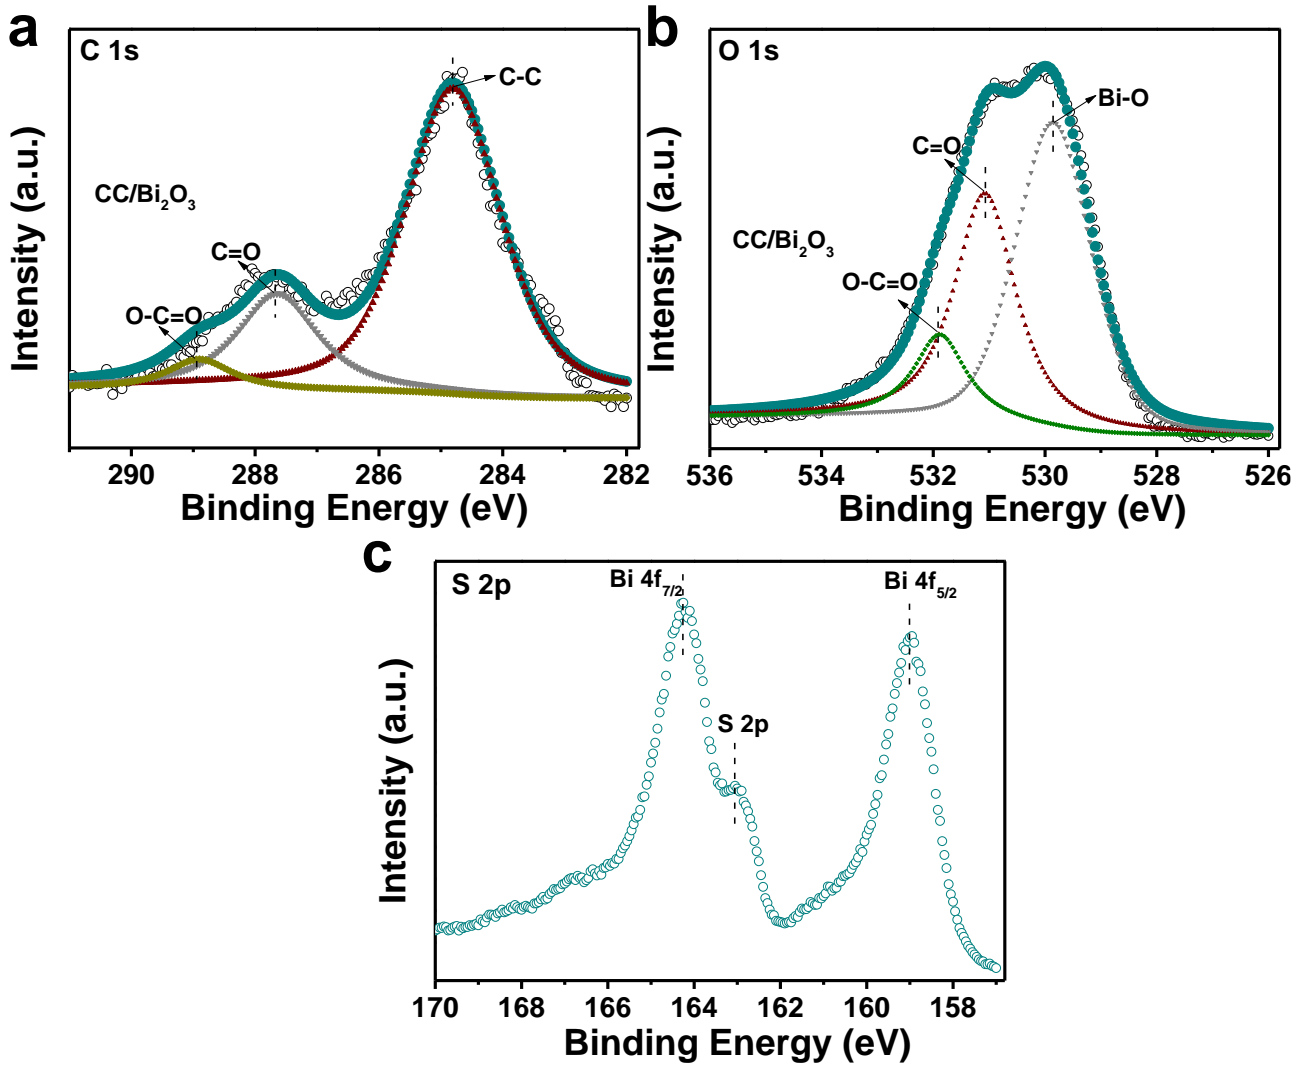 a
C 1s
C-C
CC/Bi₂O₃
C=O
O-C=O
Intensity (a.u.)
290 288 286 284 282
Binding Energy (eV)
b
O 1s
Bi-O
C=O
CC/Bi₂O₃
O-C=O
Intensity (a.u.)
536 534 532 530 528 526
Binding Energy (eV)
c
S 2p
Bi 4f₇/₂
Bi 4f₅/₂
S 2p
Intensity (a.u.)
170 168 166 164 162 160 158
Binding Energy (eV)